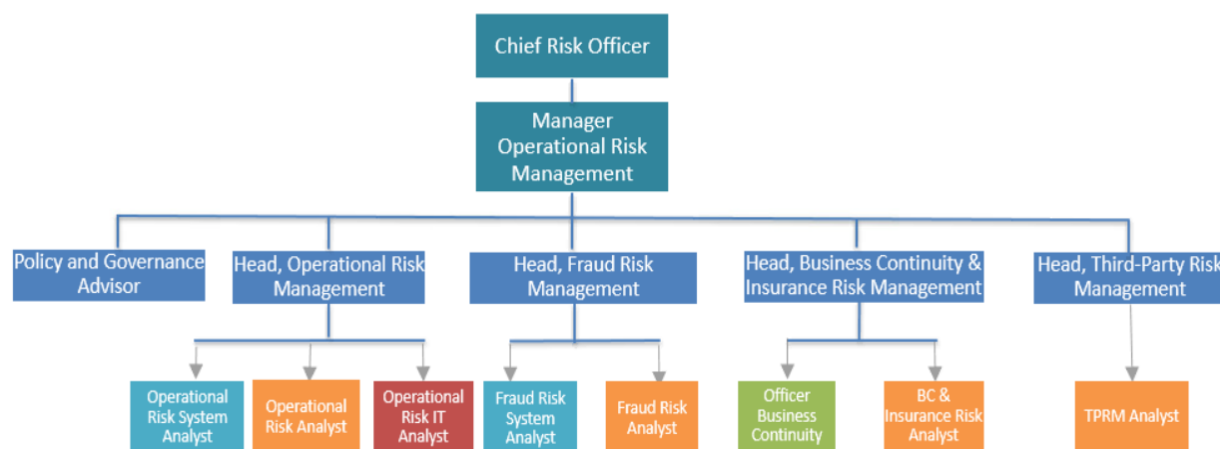 Chief Risk Officer
Manager
Operational Risk
Management
Policy and Governance
Advisor
Head, Operational Risk
Management
Head, Fraud Risk
Management
Head, Business Continuity &
Insurance Risk Management
Head, Third-Party Risk
Management
Operational
Risk System
Analyst
Operational
Risk Analyst
Operational
Risk IT
Analyst
Fraud Risk
System
Analyst
Fraud Risk
Analyst
Officer
Business
Continuity
BC &
Insurance Risk
Analyst
TPRM Analyst